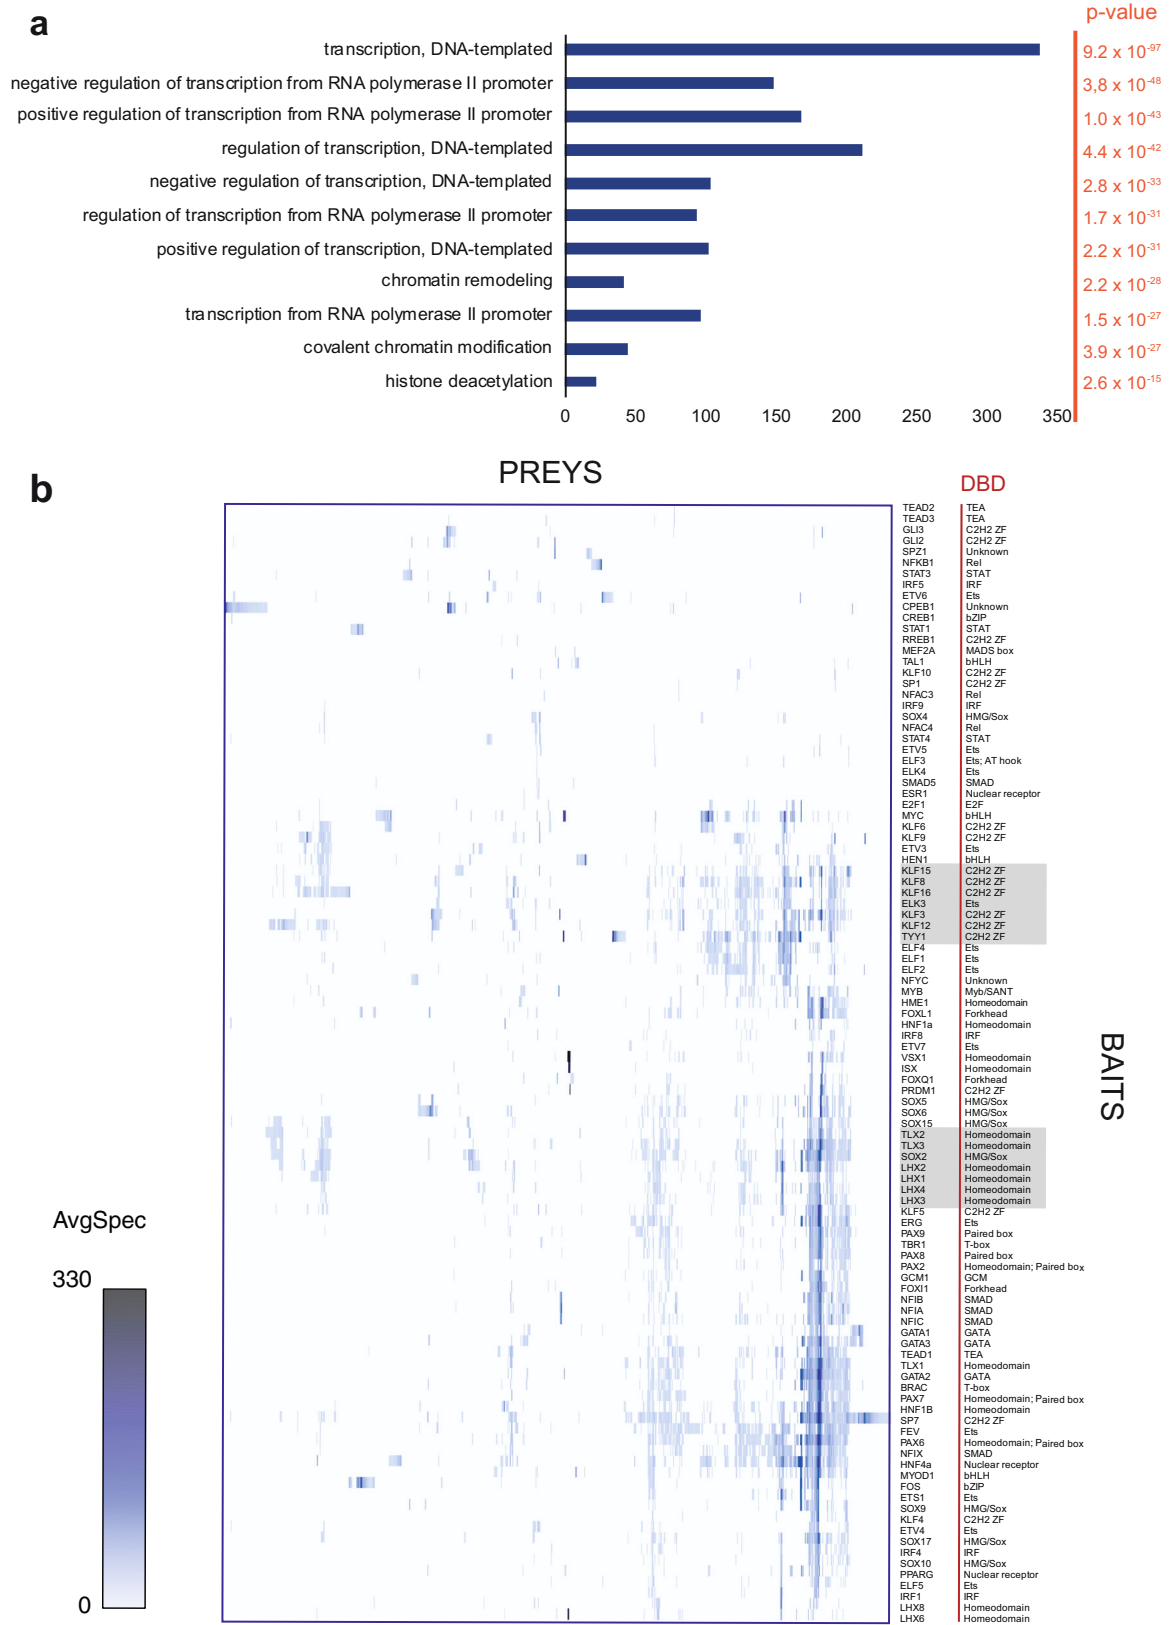 a
p-value
transcription, DNA-templated 9.2 x 10-97
negative regulation of transcription from RNA polymerase II promoter 3,8 x 10-48
positive regulation of transcription from RNA polymerase II promoter 1.0 x 10-43
regulation of transcription, DNA-templated 4.4 x 10-42
negative regulation of transcription, DNA-templated 2.8 x 10-33
regulation of transcription from RNA polymerase II promoter 1.7 x 10-31
positive regulation of transcription, DNA-templated 2.2 x 10-31
chromatin remodeling 2.2 x 10-28
transcription from RNA polymerase II promoter 1.5 x 10-27
covalent chromatin modification 3.9 x 10-27
histone deacetylation 2.6 x 10-15
0 50 100 150 200 250 300 350
b
PREYS
DBD
TEAD2 TEA
TEAD3 TEA
GLI3 C2H2 ZF
GLI2 C2H2 ZF
SPZ1 Unknown
NFKB1 Rel
STAT3 STAT
IRF5 IRF
ETV6 Ets
CPEB1 Unknown
CREB1 bZIP
STAT1 STAT
RREB1 C2H2 ZF
MEF2A MADS box
TAL1 bHLH
KLF10 C2H2 ZF
SP1 C2H2 ZF
NFAC3 Rel
IRF9 IRF
SOX4 HMG/Sox
NFAC4 Rel
STAT4 STAT
ETV5 Ets
ELF3 Ets; AT hook
ELK4 Ets
SMAD5 SMAD
ESR1 Nuclear receptor
E2F1 E2F
MYC bHLH
KLF6 C2H2 ZF
KLF9 C2H2 ZF
ETV3 Ets
HEN1 bHLH
KLF15 C2H2 ZF
KLF8 C2H2 ZF
KLF16 C2H2 ZF
ELK3 Ets
KLF3 C2H2 ZF
KLF12 C2H2 ZF
TYY1 C2H2 ZF
ELF4 Ets
ELF1 Ets
ELF2 Ets
NFYC Unknown
MYB Myb/SANT
HME1 Homeodomain
FOXL1 Forkhead
HNF1a Homeodomain
IRF8 IRF
ETV7 Ets
VSX1 Homeodomain
ISX Homeodomain
FOXQ1 Forkhead
PRDM1 C2H2 ZF
SOX5 HMG/Sox
SOX6 HMG/Sox
SOX15 HMG/Sox
TLX2 Homeodomain
TLX3 Homeodomain
SOX2 HMG/Sox
LHX2 Homeodomain
LHX1 Homeodomain
LHX4 Homeodomain
LHX3 Homeodomain
KLF5 C2H2 ZF
ERG Ets
PAX9 Paired box
TBR1 T-box
PAX8 Paired box
PAX2 Homeodomain; Paired box
GCM1 GCM
FOXI1 Forkhead
NFIB SMAD
NFIA SMAD
NFIC SMAD
GATA1 GATA
GATA3 GATA
TEAD1 TEA
TLX1 Homeodomain
GATA2 GATA
BRAC T-box
PAX7 Homeodomain; Paired box
HNF1B Homeodomain
SP7 C2H2 ZF
FEV Ets
PAX6 Homeodomain; Paired box
NFIX SMAD
HNF4a Nuclear receptor
MYOD1 bHLH
FOS bZIP
ETS1 Ets
SOX9 HMG/Sox
KLF4 C2H2 ZF
ETV4 Ets
SOX17 HMG/Sox
IRF4 IRF
SOX10 HMG/Sox
PPARG Nuclear receptor
ELF5 Ets
IRF1 IRF
LHX8 Homeodomain
LHX6 Homeodomain
BAITS
AvgSpec
330
0